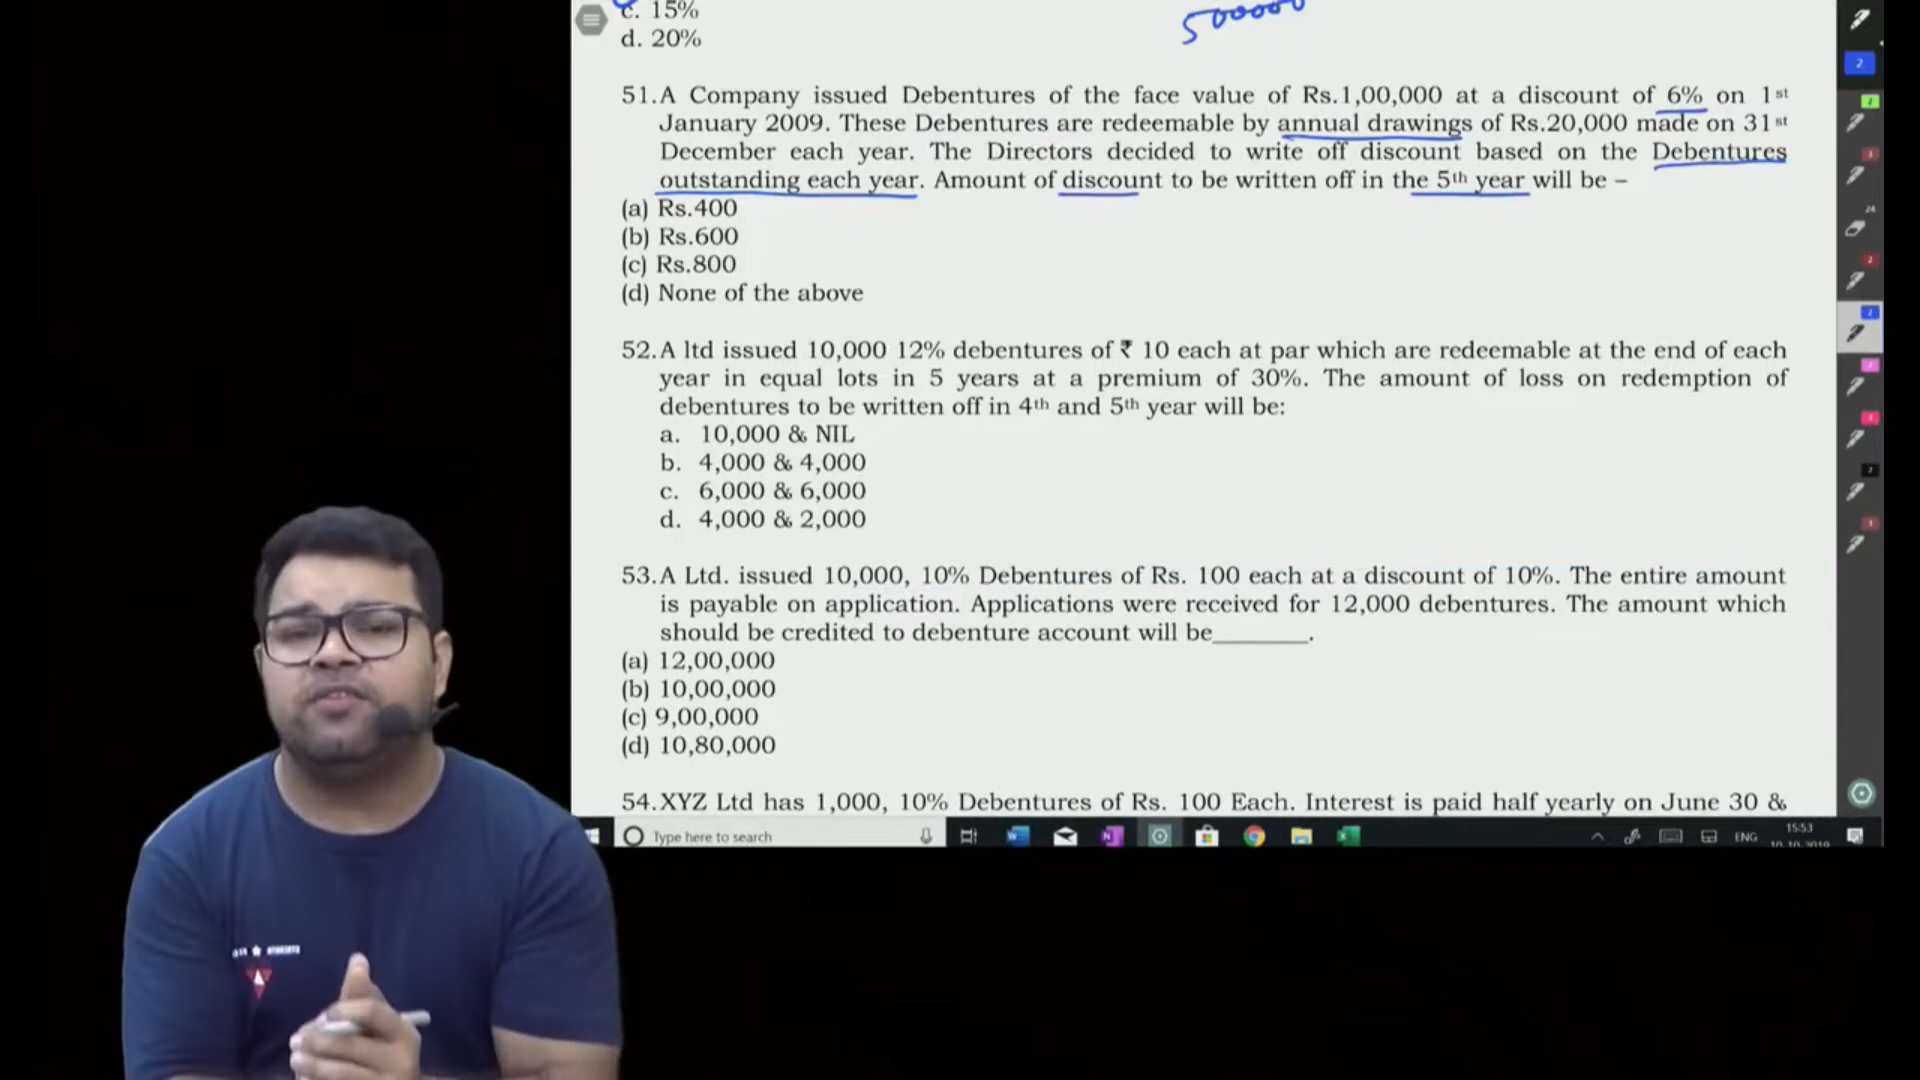 c. 15%
d. 20%
500000
51.A Company issued Debentures of the face value of Rs.1,00,000 at a discount of 6% on 1st
January 2009. These Debentures are redeemable by annual drawings of Rs.20,000 made on 31st
December each year. The Directors decided to write off discount based on the Debentures
outstanding each year. Amount of discount to be written off in the 5th year will be –
(a) Rs.400
(b) Rs.600
(c) Rs.800
(d) None of the above
52.A ltd issued 10,000 12% debentures of ₹ 10 each at par which are redeemable at the end of each
year in equal lots in 5 years at a premium of 30%. The amount of loss on redemption of
debentures to be written off in 4th and 5th year will be:
a. 10,000 & NIL
b. 4,000 & 4,000
c. 6,000 & 6,000
d. 4,000 & 2,000
53.A Ltd. issued 10,000, 10% Debentures of Rs. 100 each at a discount of 10%. The entire amount
is payable on application. Applications were received for 12,000 debentures. The amount which
should be credited to debenture account will be_______.
(a) 12,00,000
(b) 10,00,000
(c) 9,00,000
(d) 10,80,000
54.XYZ Ltd has 1,000, 10% Debentures of Rs. 100 Each. Interest is paid half yearly on June 30 &
Type here to search
ENG
15:53
2
24